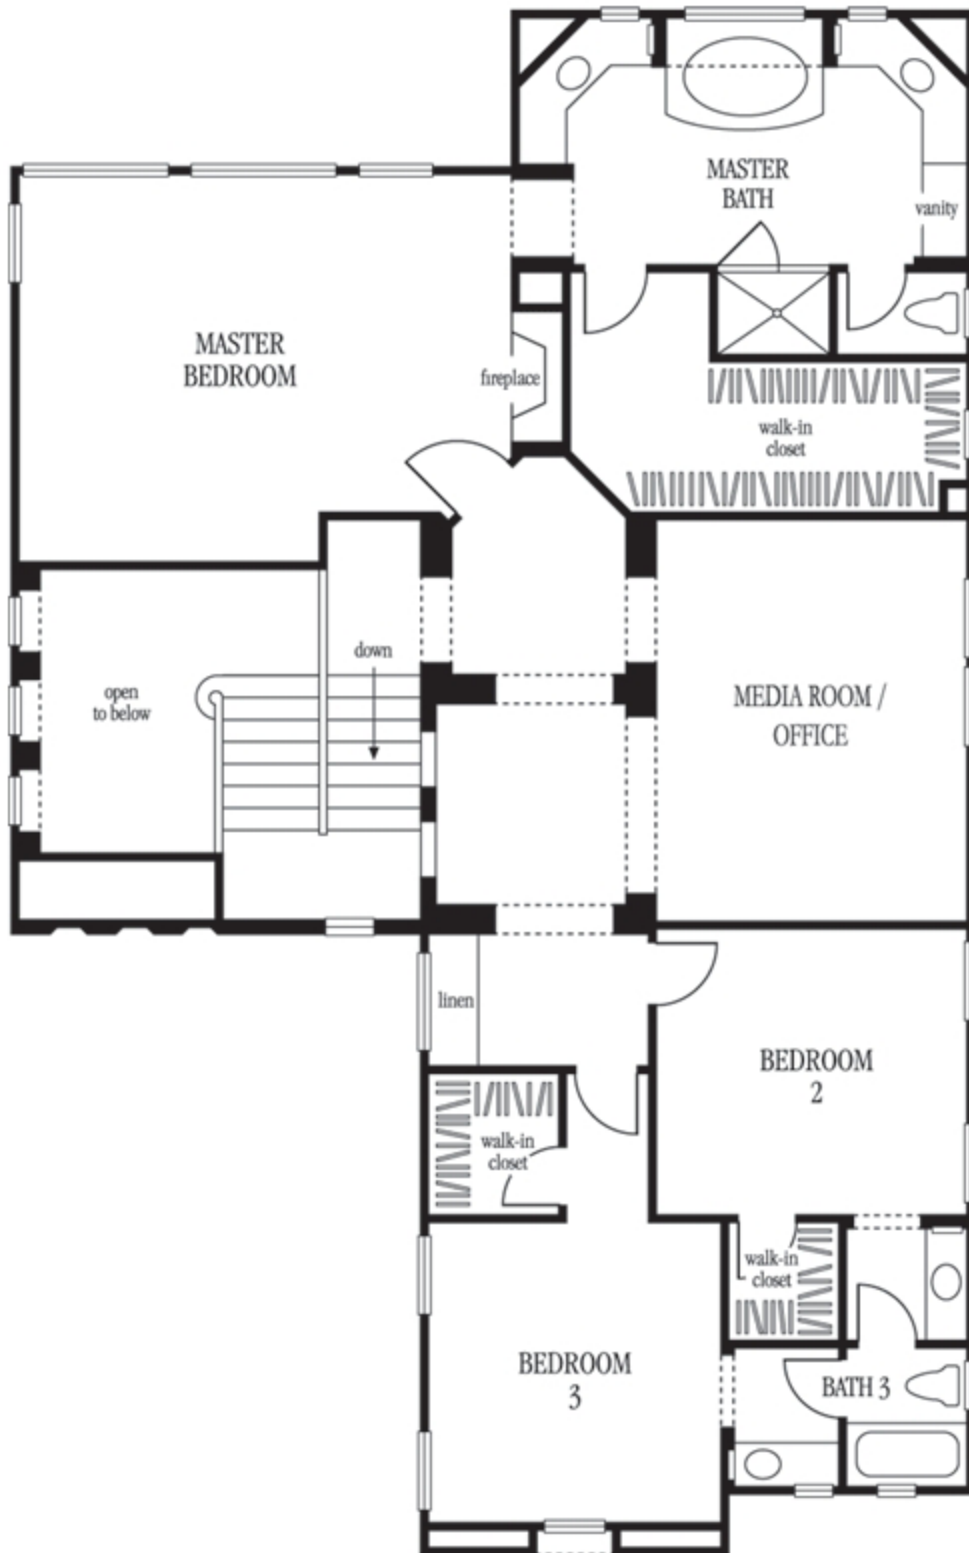 MASTER
BATH
vanity
MASTER
BEDROOM
fireplace
walk-in
closet
down
open
to below
MEDIA ROOM /
OFFICE
linen
BEDROOM
2
walk-in
closet
walk-in
closet
BEDROOM
3
BATH 3